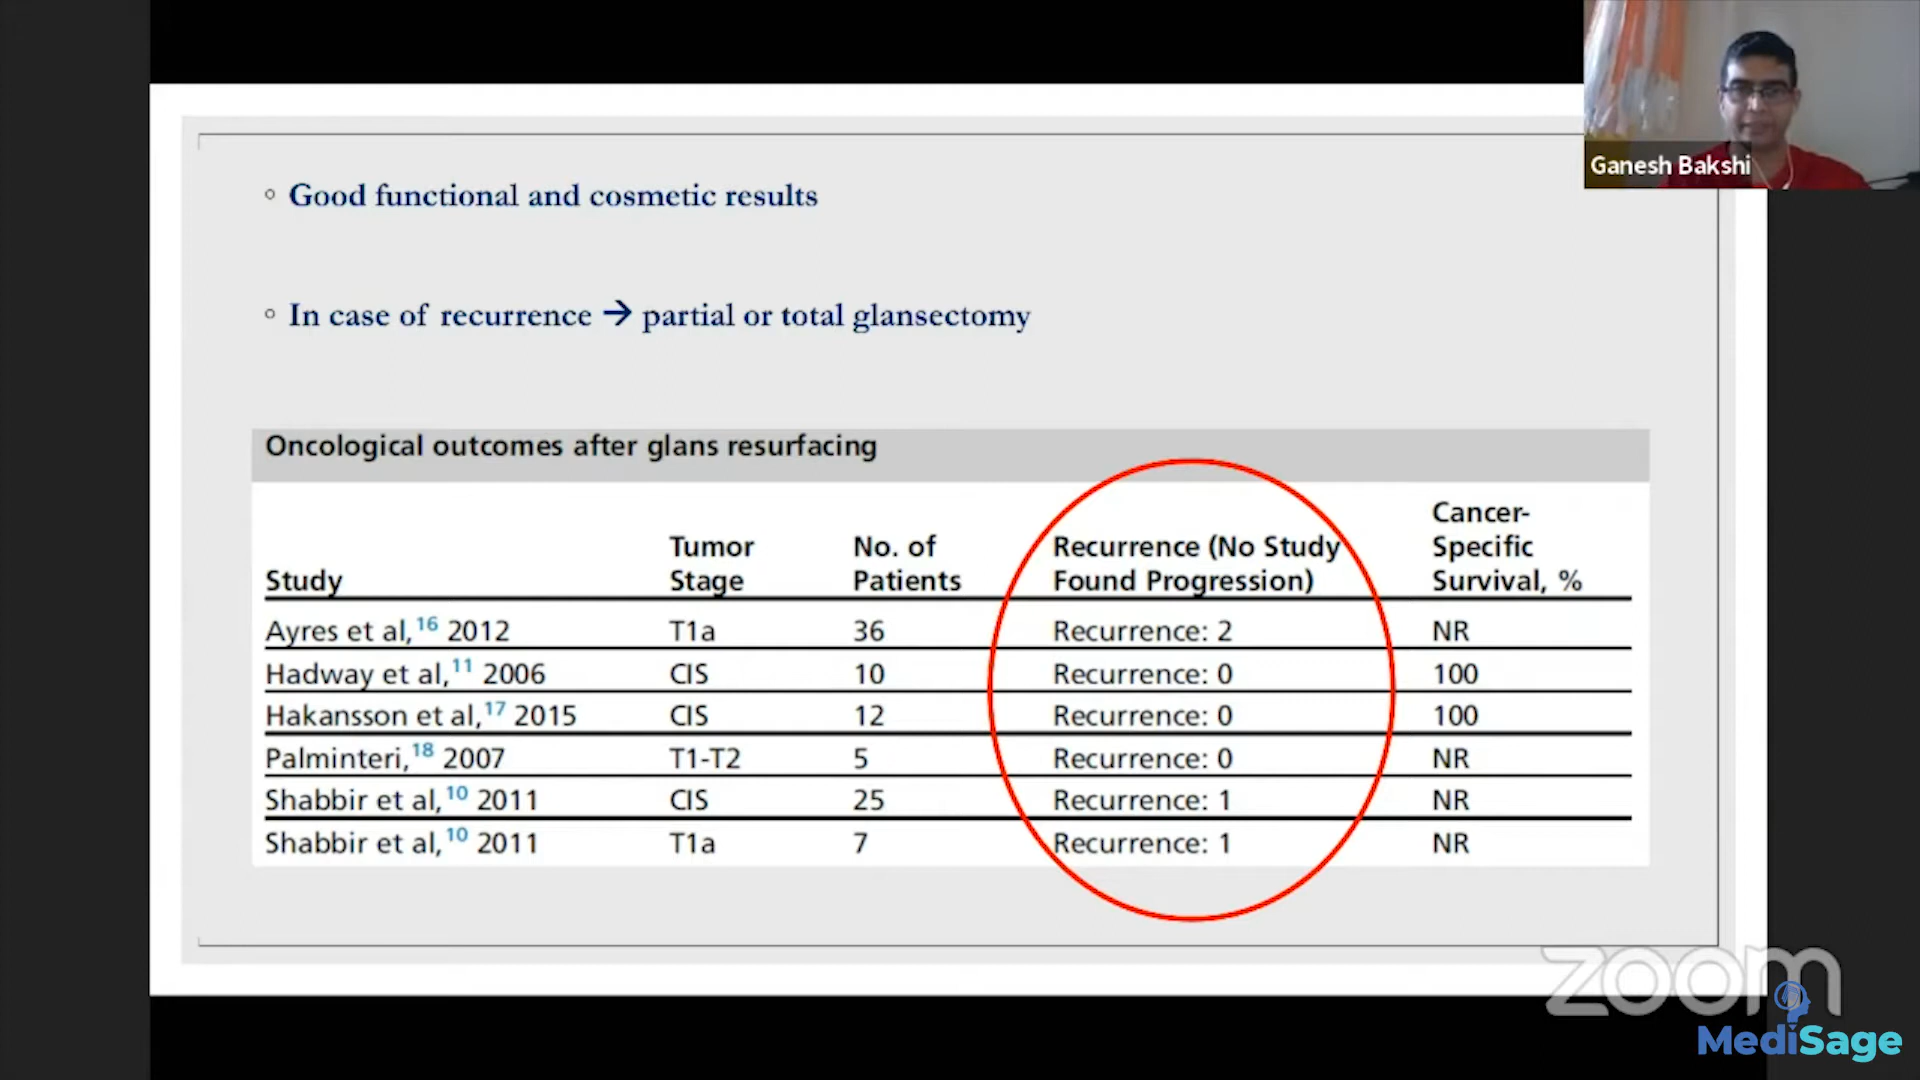 Ganesh Bakshi
◦ Good functional and cosmetic results
◦ In case of recurrence → partial or total glansectomy
Oncological outcomes after glans resurfacing
Study Tumor Stage No. of Patients Recurrence (No Study Found Progression) Cancer-Specific Survival, %
Ayres et al,16 2012 T1a 36 Recurrence: 2 NR
Hadway et al,11 2006 CIS 10 Recurrence: 0 100
Hakansson et al,17 2015 CIS 12 Recurrence: 0 100
Palminteri,18 2007 T1-T2 5 Recurrence: 0 NR
Shabbir et al,10 2011 CIS 25 Recurrence: 1 NR
Shabbir et al,10 2011 T1a 7 Recurrence: 1 NR
zoom
MediSage